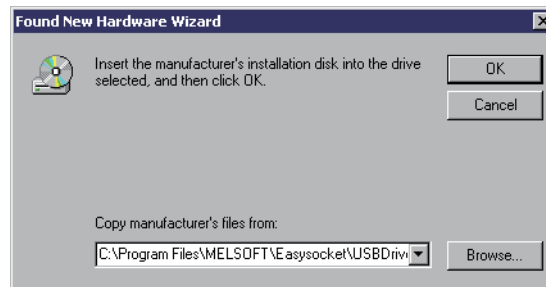 Found New Hardware Wizard
Insert the manufacturer's installation disk into the drive
selected, and then click OK.
OK
Cancel
Copy manufacturer's files from:
C:\Program Files\MELSOFT\Easysocket\USBDriv
Browse...